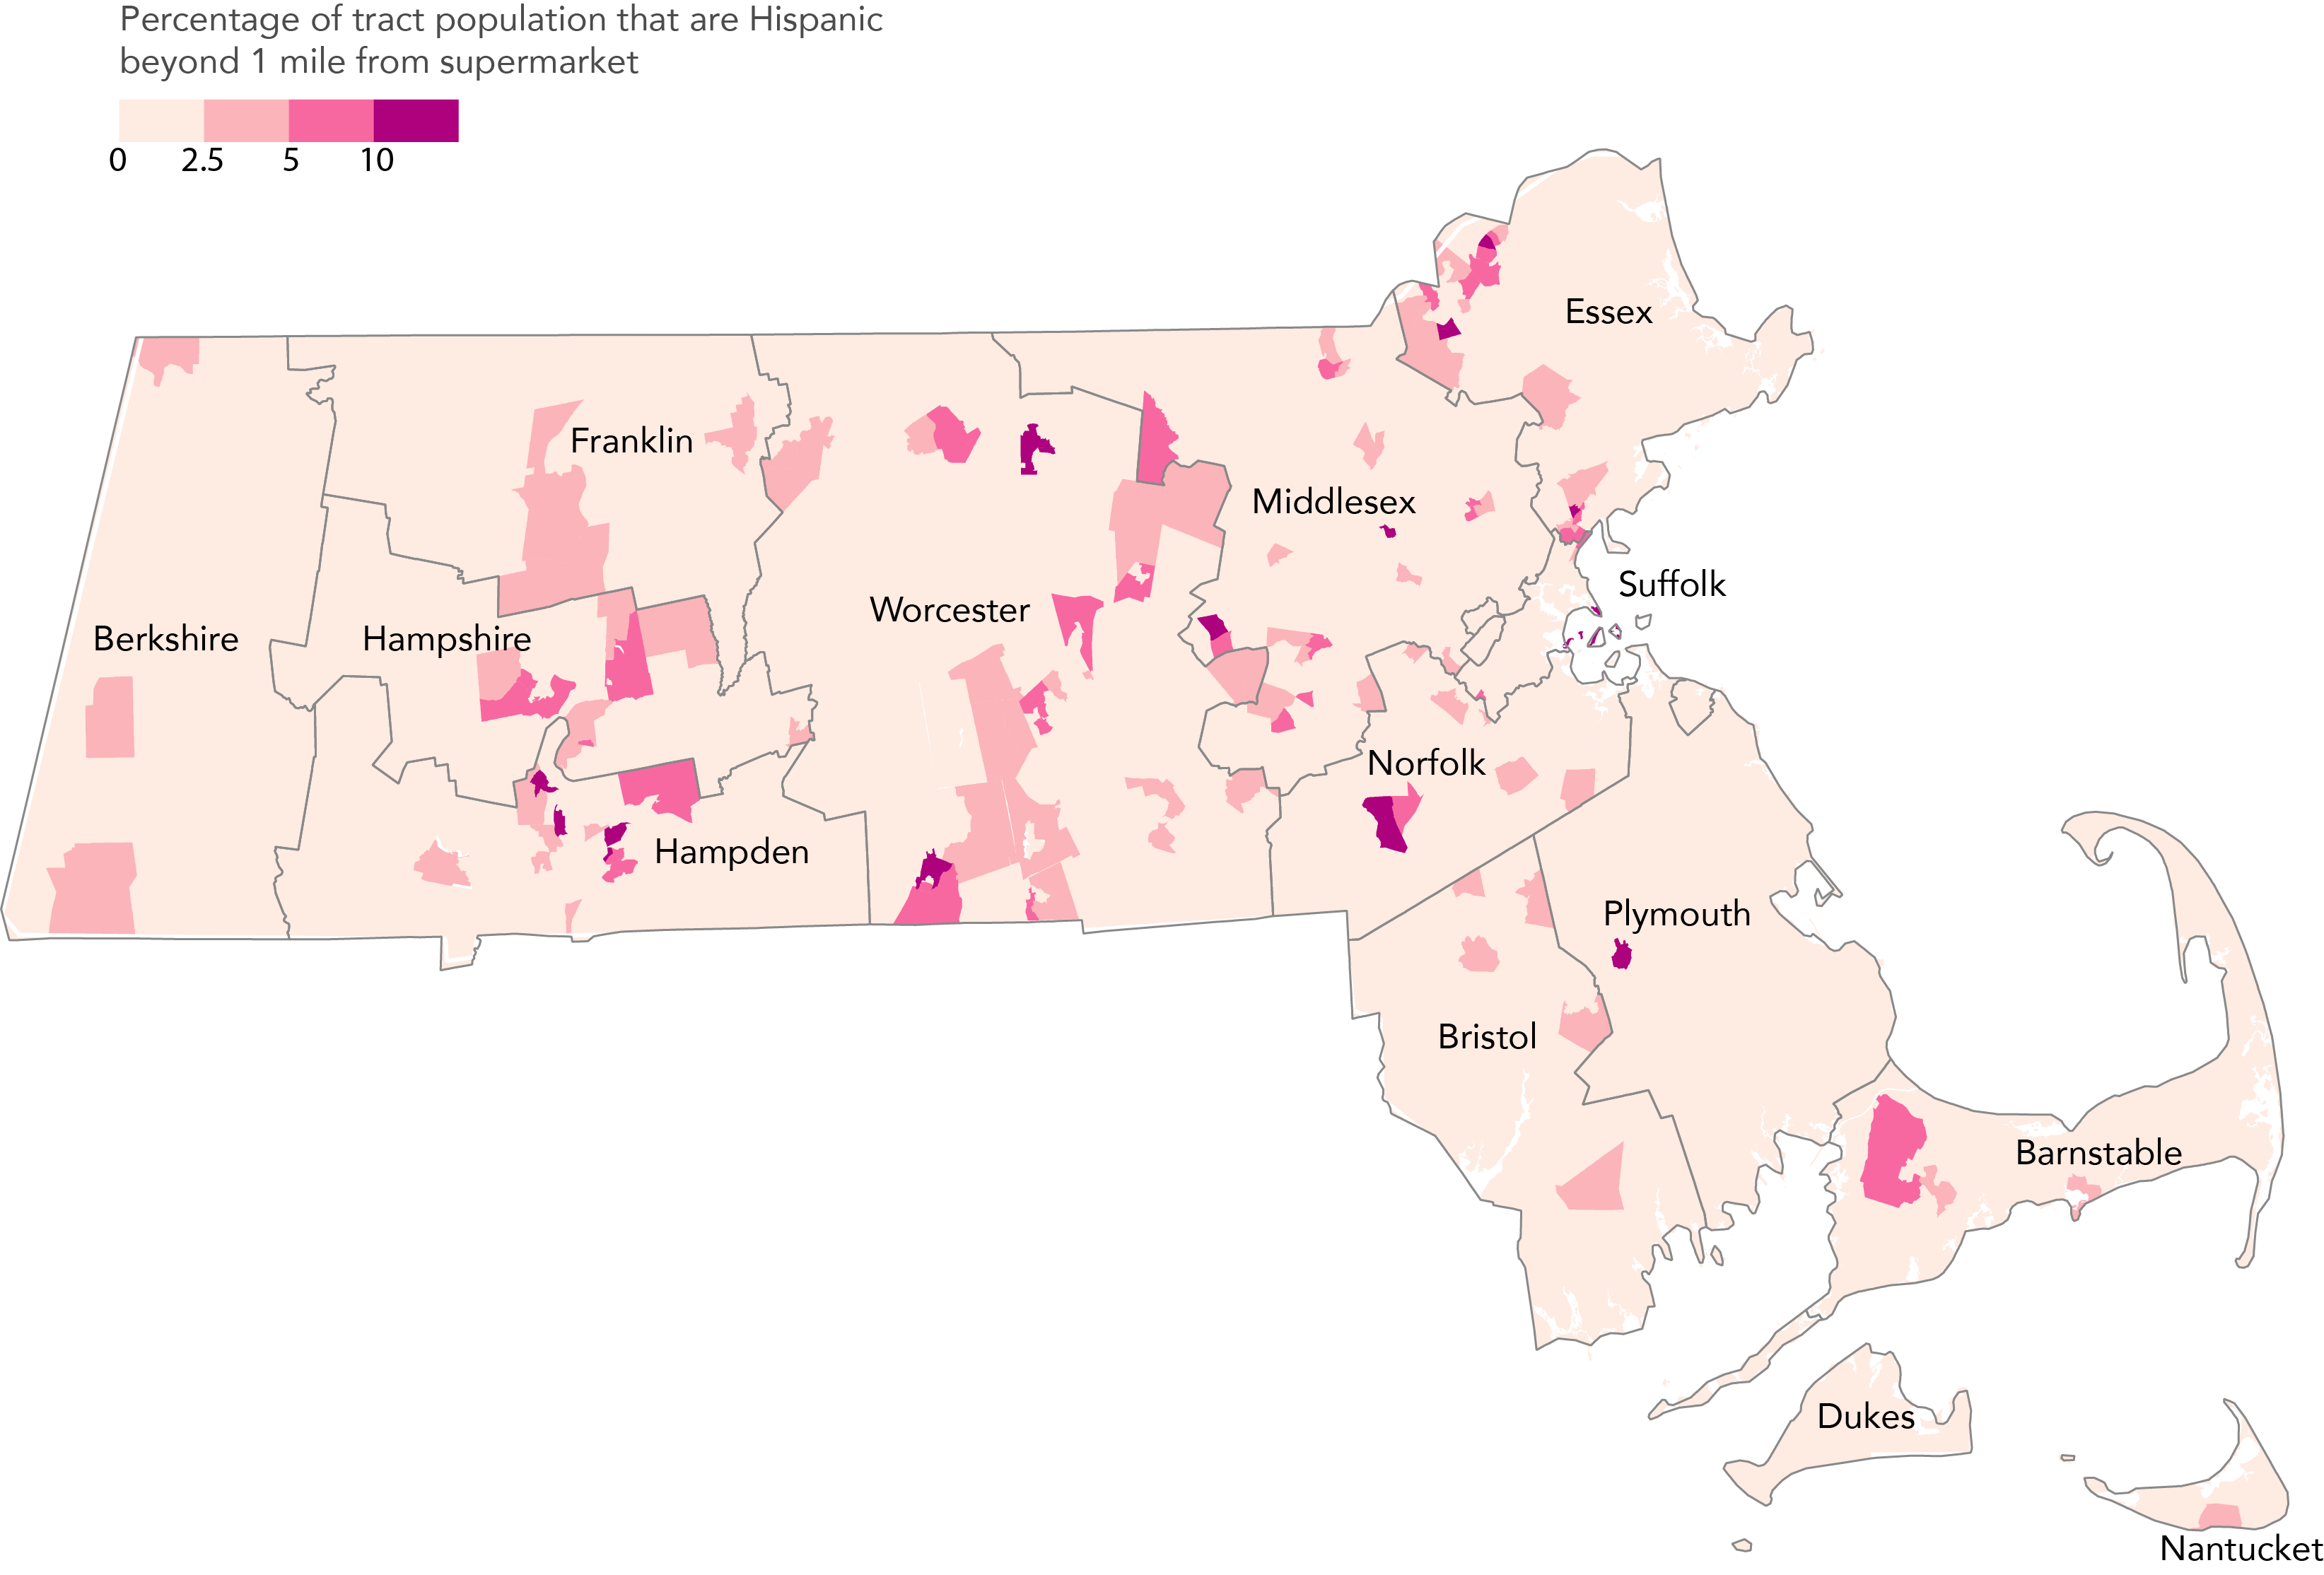 Percentage of tract population that are Hispanic
beyond 1 mile from supermarket
0 2.5 5 10
Essex
Franklin
Middlesex
Suffolk
Worcester
Berkshire
Hampshire
Norfolk
Hampden
Plymouth
Bristol
Barnstable
Dukes
Nantucket